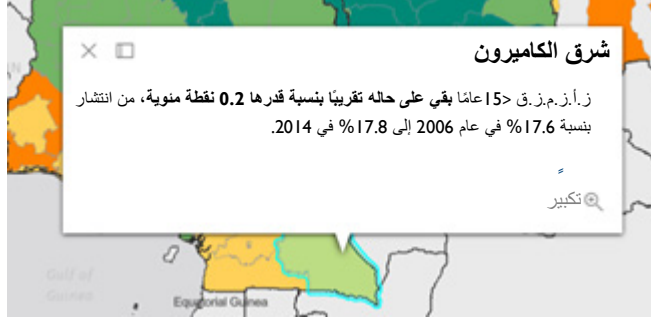 شرق الكاميرون
ز.أ.ز.م.ز.ق <15عامًا بقي على حاله تقريبًا بنسبة قدرها 0.2 نقطة مئوية، من انتشار
بنسبة 17.6% في عام 2006 إلى 17.8% في 2014.
تكبير
Gulf of
Guinea
Equatorial Guinea